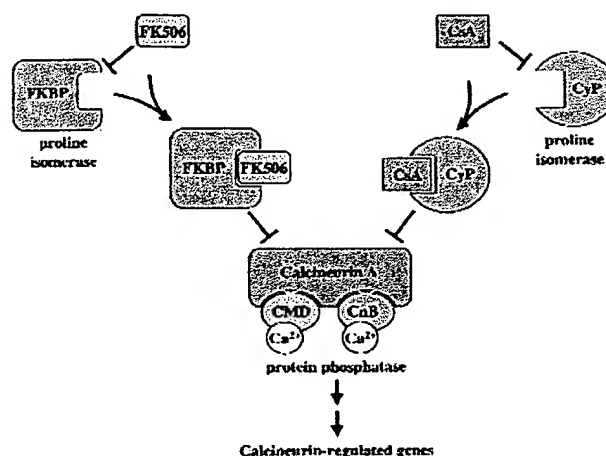 FK506
CsA
FKBP
CyP
proline
isomerase
proline
isomerase
FKBP
FK506
CsA
CyP
Calcineurin A
CMD
CnB
Ca2+
Ca2+
protein phosphatase
Calcineurin-regulated genes